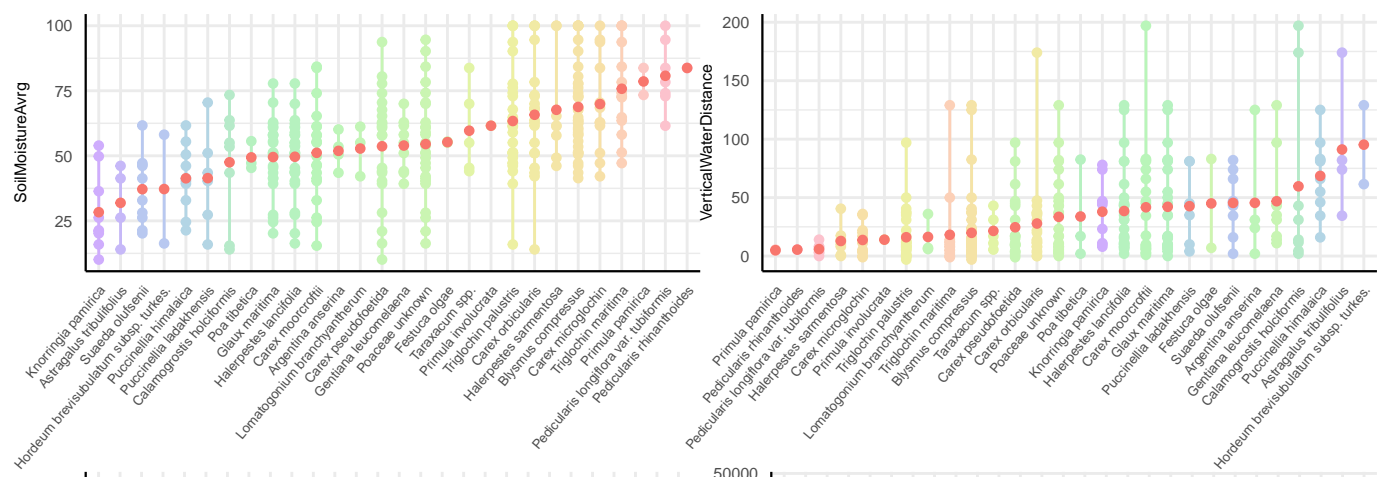 SoilMoistureAvrg
100
75
50
25
Knorringia pamirica
Astragalus tribulifolius
Suaeda olufsenii
Hordeum brevisubulatum subsp. turkes.
Puccinellia himalaica
Puccinellia ladakhensis
Calamagrostis holciformis
Poa tibetica
Glaux maritima
Halerpestes lancifolia
Carex moorcroftii
Argentina anserina
Lomatogonium brachyantherum
Carex pseudofoetida
Gentiana leucomelaena
Poaceae unknown
Festuca olgae
Taraxacum spp.
Primula involucrata
Triglochin palustris
Carex orbicularis
Halerpestes sarmentosa
Blysmus compressus
Carex microglochin
Triglochin maritima
Primula pamirica
Pedicularis longiflora var. tubiformis
Pedicularis rhinanthoides
VerticalWaterDistance
200
150
100
50
0
Primula pamirica
Pedicularis rhinanthoides
Pedicularis longiflora var. tubiformis
Halerpestes sarmentosa
Carex microglochin
Primula involucrata
Triglochin palustris
Lomatogonium brachyantherum
Triglochin maritima
Blysmus compressus
Taraxacum spp.
Carex pseudofoetida
Carex orbicularis
Poaceae unknown
Poa tibetica
Knorringia pamirica
Halerpestes lancifolia
Carex moorcroftii
Glaux maritima
Puccinellia ladakhensis
Festuca olgae
Suaeda olufsenii
Argentina anserina
Gentiana leucomelaena
Calamagrostis holciformis
Puccinellia himalaica
Astragalus tribulifolius
Hordeum brevisubulatum subsp. turkes.
50000